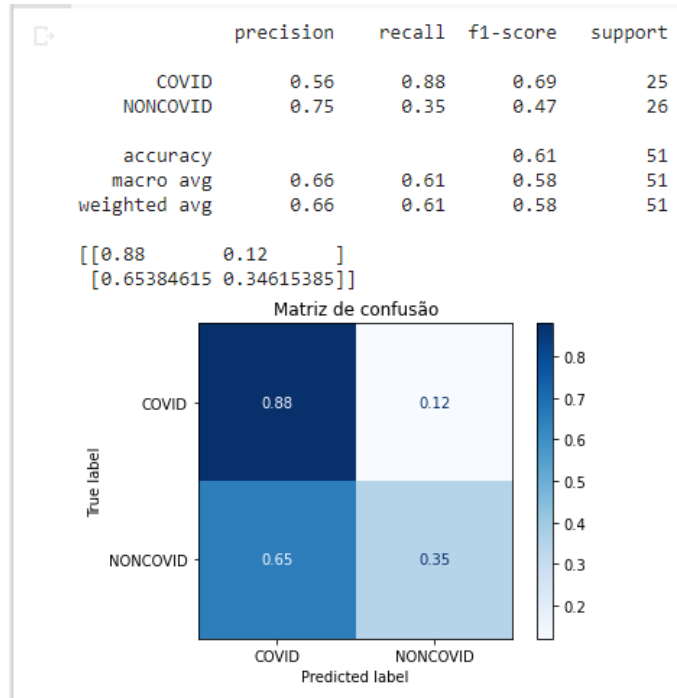 precision recall f1-score support
COVID 0.56 0.88 0.69 25
NONCOVID 0.75 0.35 0.47 26
accuracy 0.61 51
macro avg 0.66 0.61 0.58 51
weighted avg 0.66 0.61 0.58 51
[[0.88 0.12 ]
[0.65384615 0.34615385]]
Matriz de confusão
0.8
COVID 0.88 0.12
0.7
0.6
True label
0.5
0.4
NONCOVID 0.65 0.35
0.3
0.2
COVID NONCOVID
Predicted label